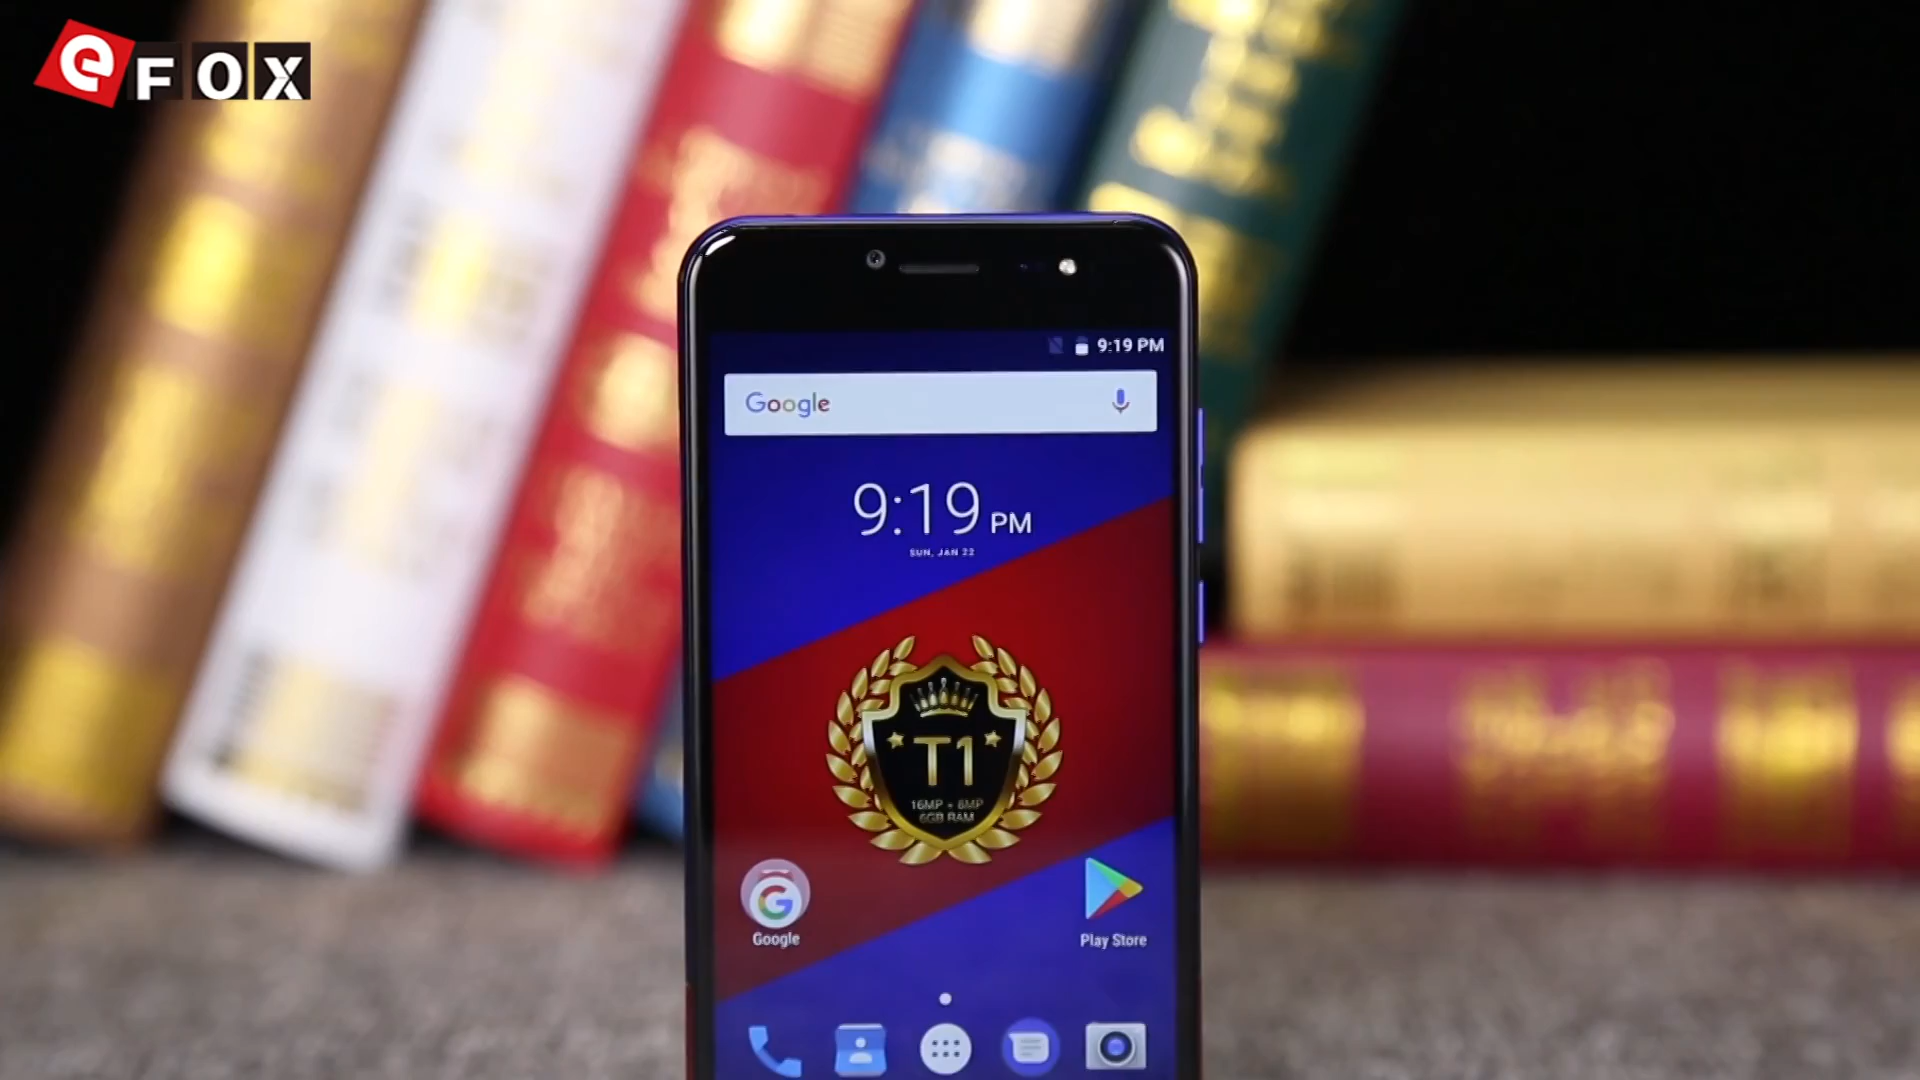 eFOX
9:19 PM
Google
9:19 PM
SUN, JAN 22
T1
16MP + 8MP
6GB RAM
Google
Play Store